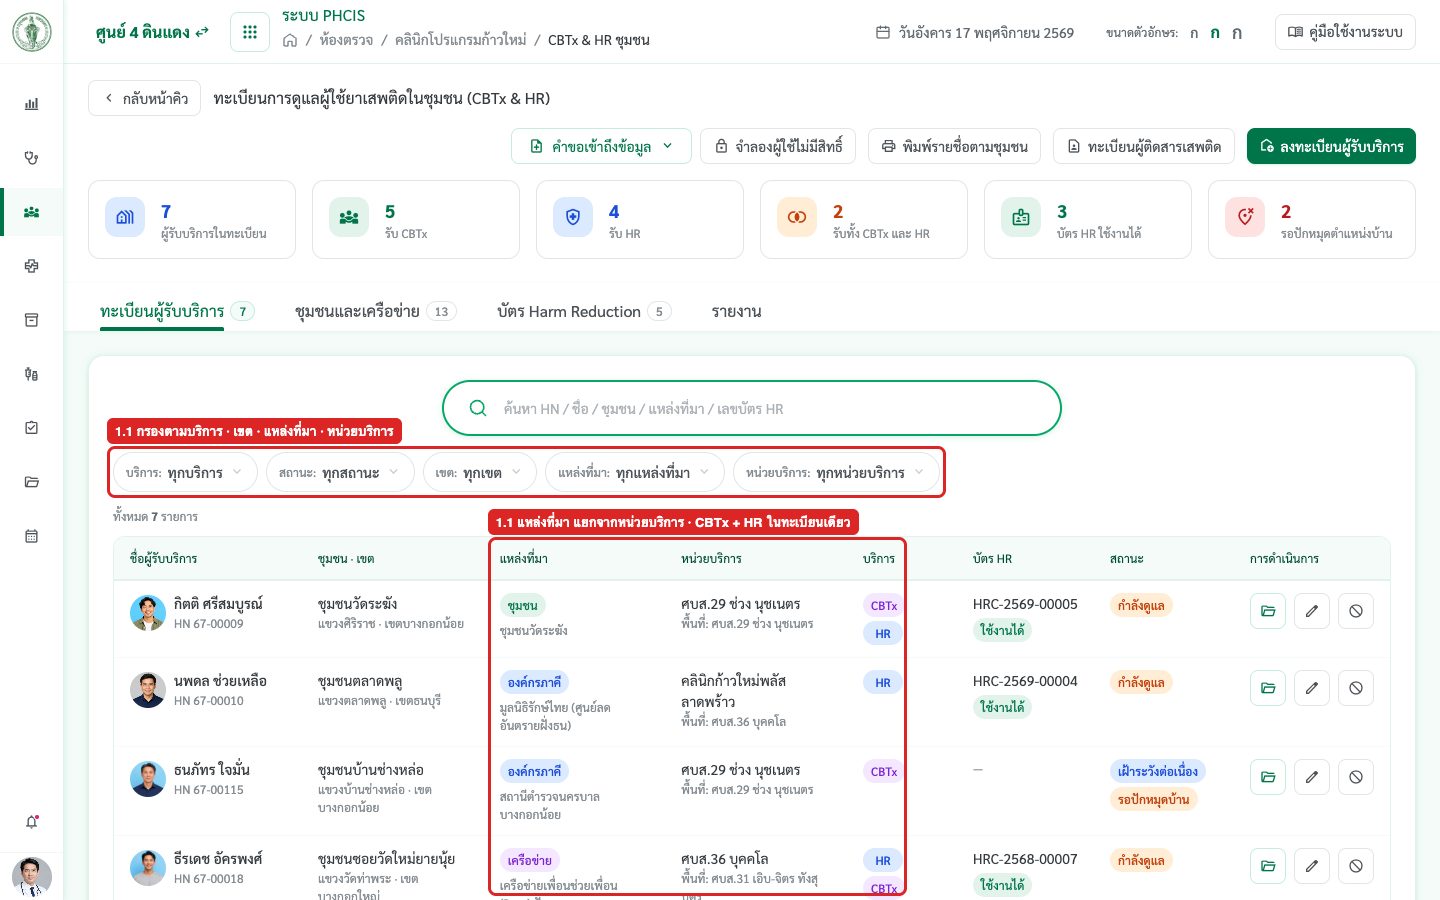 ศูนย์ 4 ดินแดง
ระบบ PHCIS
ห้องตรวจ / คลินิกโปรแกรมก้าวใหม่ / CBTx & HR ชุมชน
วันอังคาร 17 พฤศจิกายน 2569
ขนาดตัวอักษร: ก ก ก
คู่มือใช้งานระบบ
กลับหน้าคิว
ทะเบียนการดูแลผู้ใช้ยาเสพติดในชุมชน (CBTx & HR)
คำขอเข้าถึงข้อมูล
จำลองผู้ใช้ไม่มีสิทธิ์
พิมพ์รายชื่อตามชุมชน
ทะเบียนผู้ติดสารเสพติด
ลงทะเบียนผู้รับบริการ
7
ผู้รับบริการในทะเบียน
5
รับ CBTx
4
รับ HR
2
รับทั้ง CBTx และ HR
3
บัตร HR ใช้งานได้
2
รอปักหมุดตำแหน่งบ้าน
ทะเบียนผู้รับบริการ 7
ชุมชนและเครือข่าย 13
บัตร Harm Reduction 5
รายงาน
ค้นหา HN / ชื่อ / ชุมชน / แหล่งที่มา / เลขบัตร HR
1.1 กรองตามบริการ · เขต · แหล่งที่มา · หน่วยบริการ
บริการ: ทุกบริการ
สถานะ: ทุกสถานะ
เขต: ทุกเขต
แหล่งที่มา: ทุกแหล่งที่มา
หน่วยบริการ: ทุกหน่วยบริการ
ทั้งหมด 7 รายการ
1.1 แหล่งที่มา แยกจากหน่วยบริการ · CBTx + HR ในทะเบียนเดียว
ชื่อผู้รับบริการ
ชุมชน · เขต
แหล่งที่มา
หน่วยบริการ
บริการ
บัตร HR
สถานะ
การดำเนินการ
กิตติ ศรีสมบูรณ์
HN 67-00009
ชุมชนวัดระฆัง
แขวงศิริราช · เขตบางกอกน้อย
ชุมชน
ชุมชนวัดระฆัง
ศบส.29 ช่วง นุชเนตร
พื้นที่: ศบส.29 ช่วง นุชเนตร
CBTx
HR
HRC-2569-00005
ใช้งานได้
กำลังดูแล
นพดล ช่วยเหลือ
HN 67-00010
ชุมชนตลาดพลู
แขวงตลาดพลู · เขตธนบุรี
องค์กรภาคี
มูลนิธิรักษ์ไทย (ศูนย์ลด
อันตรายฝั่งธน)
คลินิกก้าวใหม่พลัส
ลาดพร้าว
พื้นที่: ศบส.36 บุคคโล
HR
HRC-2569-00004
ใช้งานได้
กำลังดูแล
ธนภัทร ใจมั่น
HN 67-00115
ชุมชนบ้านช่างหล่อ
แขวงบ้านช่างหล่อ · เขต
บางกอกน้อย
องค์กรภาคี
สถานีตำรวจนครบาล
บางกอกน้อย
ศบส.29 ช่วง นุชเนตร
พื้นที่: ศบส.29 ช่วง นุชเนตร
CBTx
—
เฝ้าระวังต่อเนื่อง
รอปักหมุดบ้าน
ธีรเดช อัครพงศ์
HN 67-00018
ชุมชนซอยวัดใหม่ยายนุ้ย
แขวงวัดท่าพระ · เขต
บางกอกใหญ่
เครือข่าย
เครือข่ายเพื่อนช่วยเพื่อน
ศบส.36 บุคคโล
พื้นที่: ศบส.31 เอิบ-จิตร ทังสุ
HR
CBTx
HRC-2568-00007
ใช้งานได้
กำลังดูแล